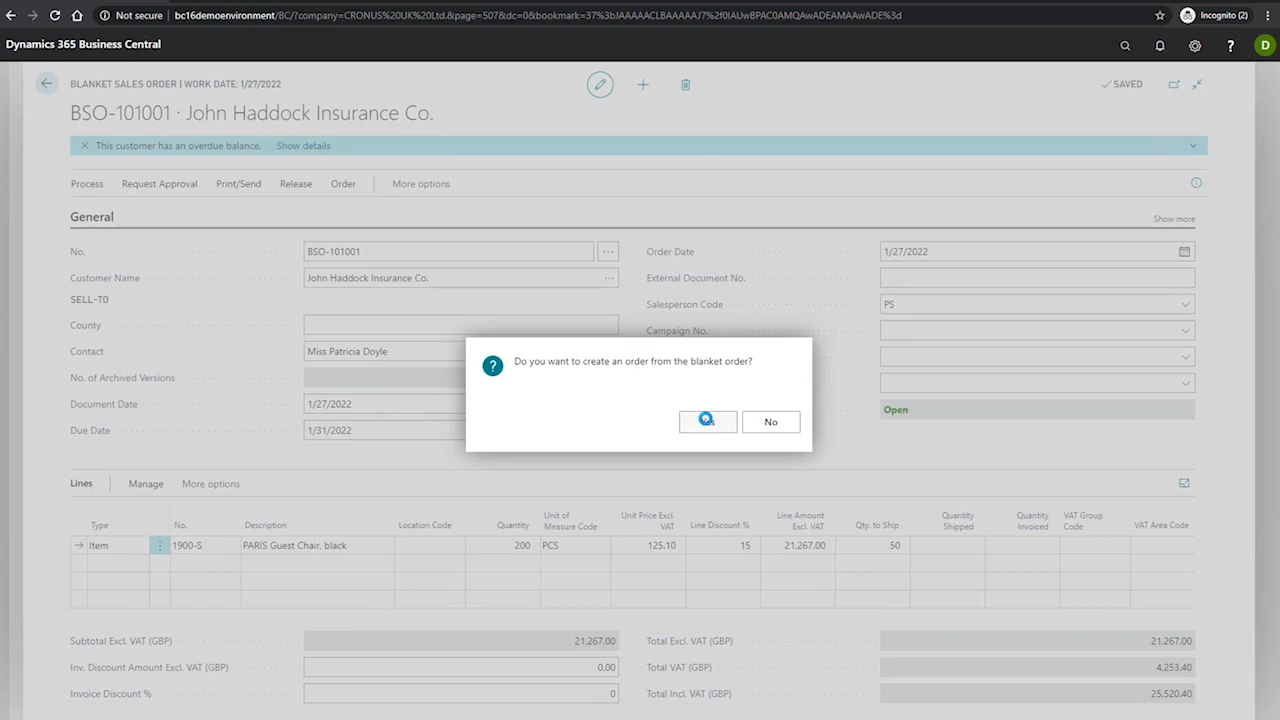 Not secure | bc16demoenvironment/BC/?company=CRONUS%20UK%20Ltd.&page=507&dc=0&bookmark=37%3bJAAAAACLBAAAAAJ7%2f0IAUwBPAC0AMQAwADEAMAAwADE%3d
Incognito (2)
Dynamics 365 Business Central
? D
BLANKET SALES ORDER | WORK DATE: 1/27/2022
SAVED
BSO-101001 · John Haddock Insurance Co.
This customer has an overdue balance. Show details
Process Request Approval Print/Send Release Order More options
General Show more
No. BSO-101001 Order Date 1/27/2022
Customer Name John Haddock Insurance Co. External Document No.
SELL-TO Salesperson Code PS
County Campaign No.
Contact Miss Patricia Doyle
No. of Archived Versions
Document Date 1/27/2022 Open
Due Date 1/31/2022
? Do you want to create an order from the blanket order?
No
Lines Manage More options
Type No. Description Location Code Quantity Unit of Measure Code Unit Price Excl. VAT Line Discount % Line Amount Excl. VAT Qty. to Ship Quantity Shipped Quantity Invoiced VAT Group Code VAT Area Code
Item 1900-S PARIS Guest Chair, black 200 PCS 125.10 15 21,267.00 50
Subtotal Excl. VAT (GBP) 21,267.00 Total Excl. VAT (GBP) 21,267.00
Inv. Discount Amount Excl. VAT (GBP) 0.00 Total VAT (GBP) 4,253.40
Invoice Discount % 0 Total Incl. VAT (GBP) 25,520.40